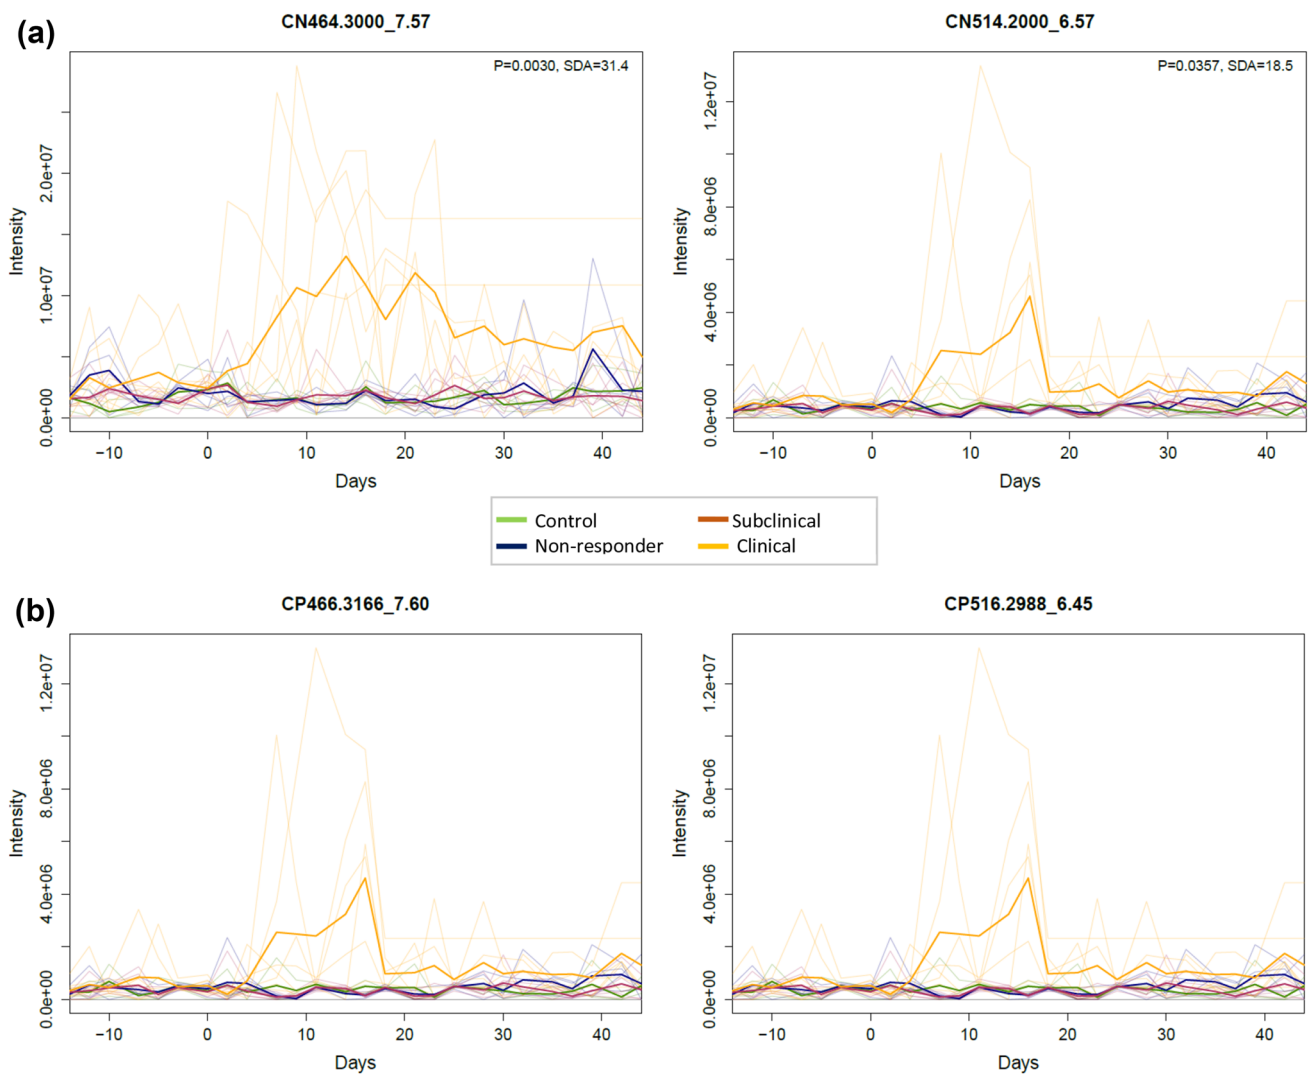 (a)
CN464.3000_7.57
CN514.2000_6.57
P=0.0030, SDA=31.4
P=0.0357, SDA=18.5
Intensity
0.0e+00 1.0e+07 2.0e+07
Intensity
0.0e+00 4.0e+06 8.0e+06 1.2e+07
−10 0 10 20 30 40
−10 0 10 20 30 40
Days
Days
Control
Subclinical
Non-responder
Clinical
(b)
CP466.3166_7.60
CP516.2988_6.45
Intensity
0.0e+00 4.0e+06 8.0e+06 1.2e+07
Intensity
0.0e+00 4.0e+06 8.0e+06 1.2e+07
−10 0 10 20 30 40
−10 0 10 20 30 40
Days
Days